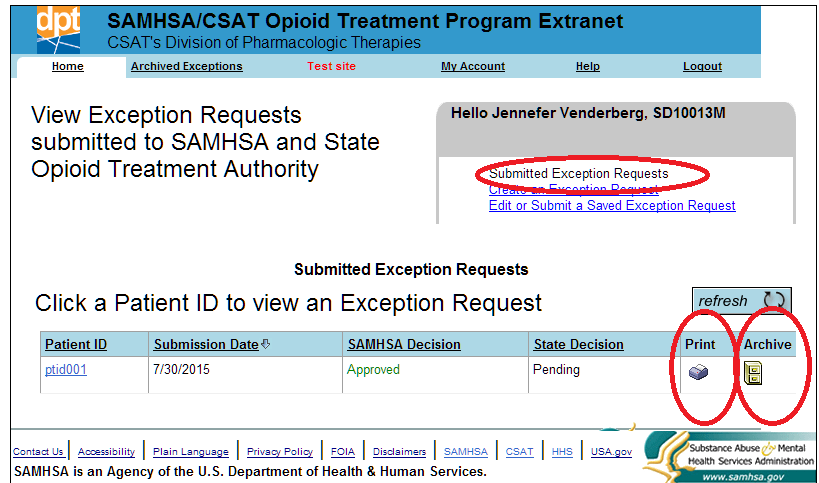 dpt
SAMHSA/CSAT Opioid Treatment Program Extranet
CSAT's Division of Pharmacologic Therapies
Home Archived Exceptions Test site My Account Help Logout
View Exception Requests
submitted to SAMHSA and State
Opioid Treatment Authority
Hello Jennefer Venderberg, SD10013M
Submitted Exception Requests
Create an Exception Request
Edit or Submit a Saved Exception Request
Submitted Exception Requests
Click a Patient ID to view an Exception Request
refresh
Patient ID Submission Date SAMHSA Decision State Decision Print Archive
ptid001 7/30/2015 Approved Pending
Contact Us Accessibility Plain Language Privacy Policy FOIA Disclaimers SAMHSA CSAT HHS USA.gov
SAMHSA is an Agency of the U.S. Department of Health & Human Services.
Substance Abuse & Mental
Health Services Administration
www.samhsa.gov